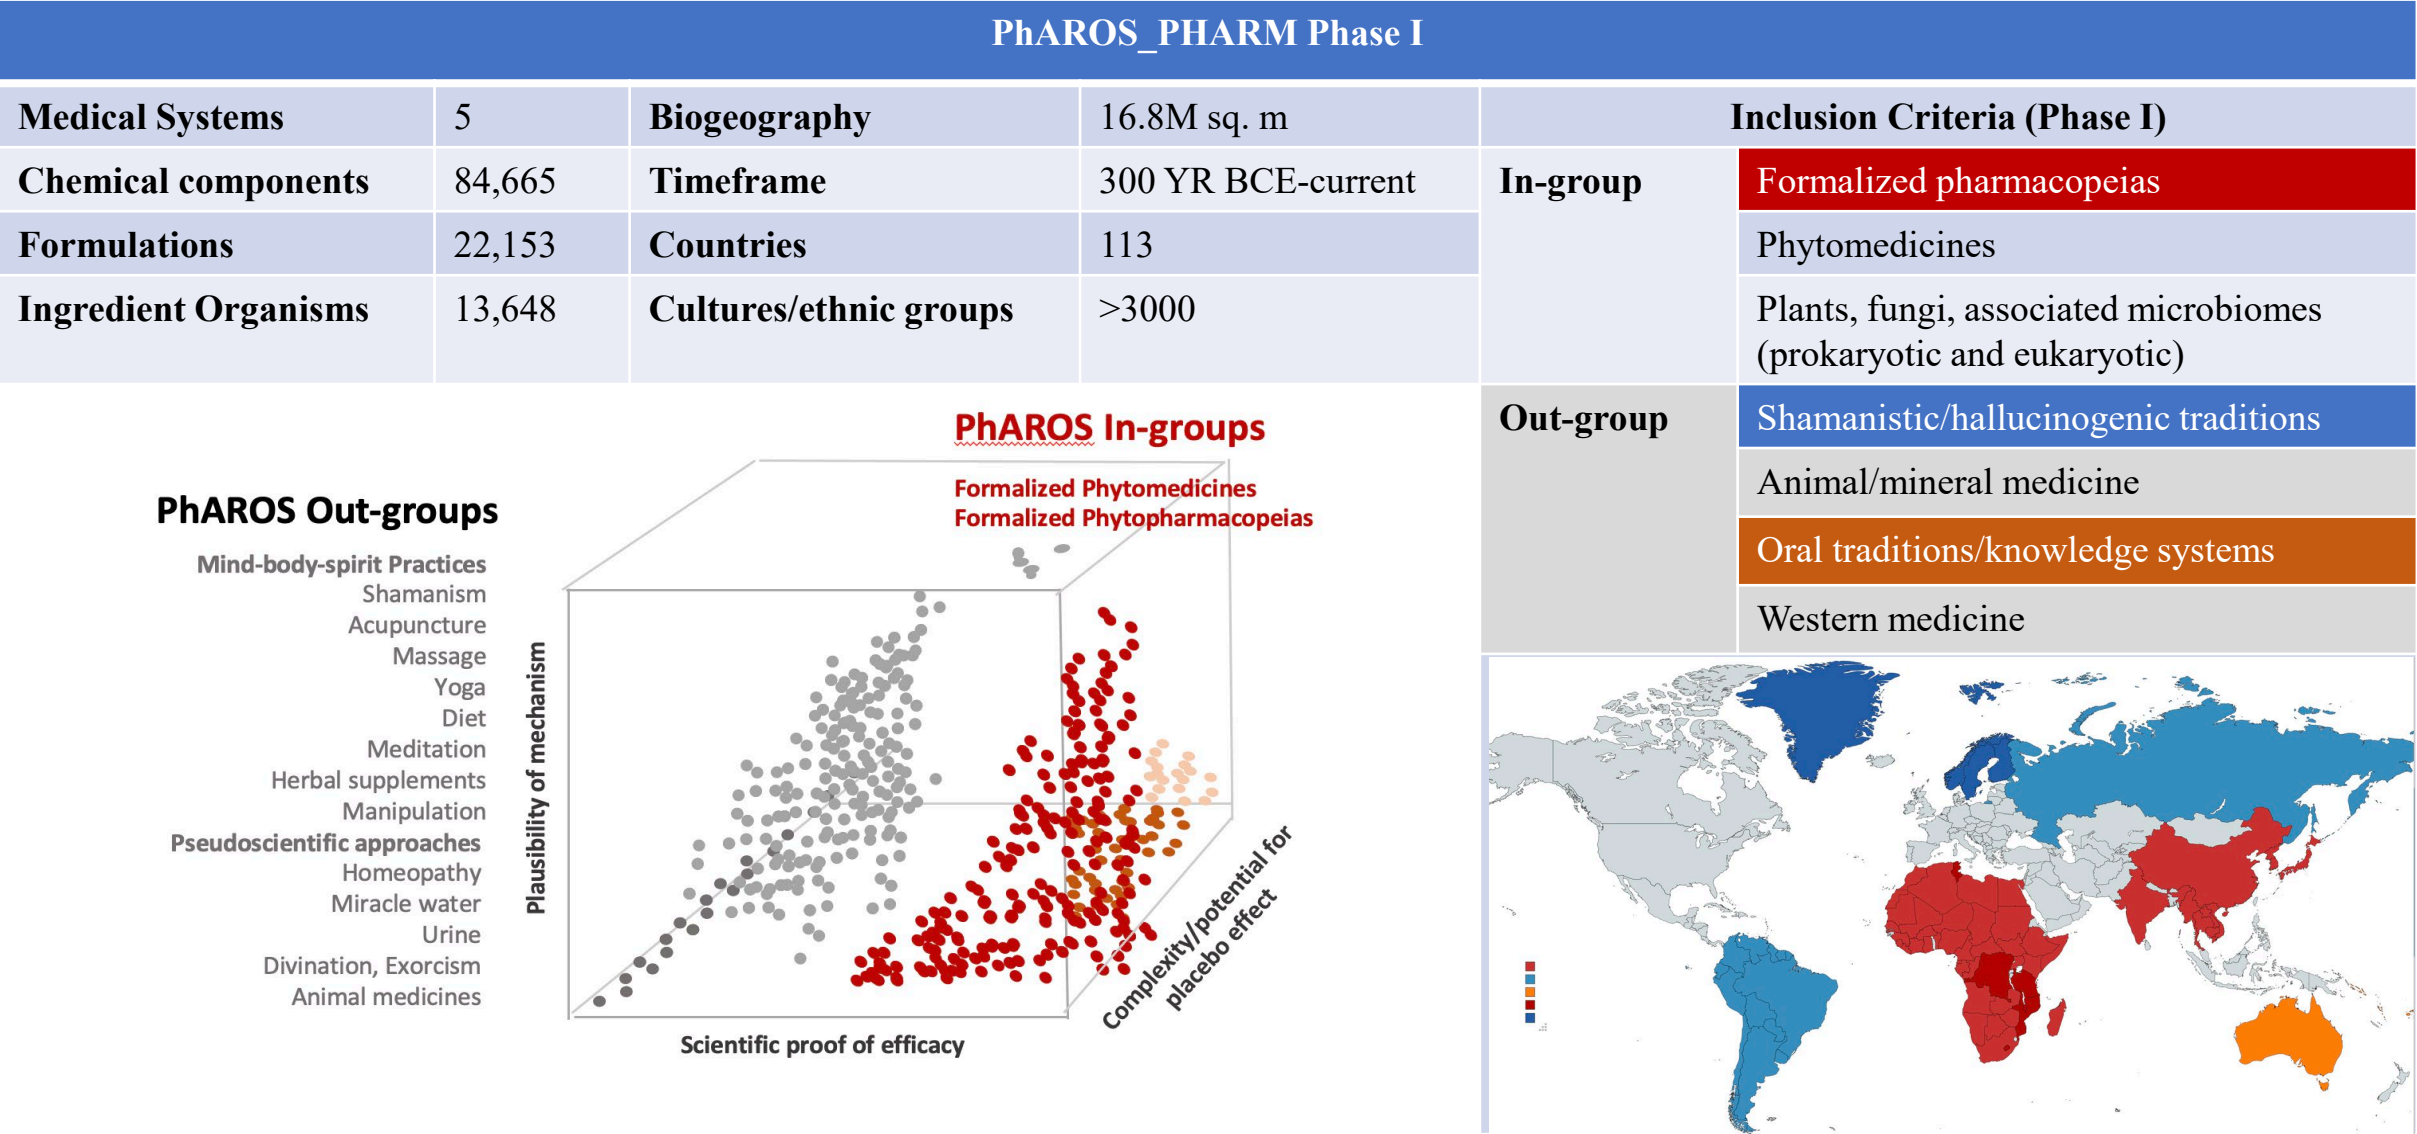 PhAROS_PHARM Phase I
Medical Systems
5
Biogeography
16.8M sq. m
Inclusion Criteria (Phase I)
Chemical components
84,665
Timeframe
300 YR BCE-current
In-group
Formalized pharmacopeias
Formulations
22,153
Countries
113
Phytomedicines
Ingredient Organisms
13,648
Cultures/ethnic groups
>3000
Plants, fungi, associated microbiomes
(prokaryotic and eukaryotic)
Out-group
Shamanistic/hallucinogenic traditions
Animal/mineral medicine
Oral traditions/knowledge systems
Western medicine
PhAROS In-groups
Formalized Phytomedicines
Formalized Phytopharmacopeias
PhAROS Out-groups
Mind-body-spirit Practices
Shamanism
Acupuncture
Massage
Yoga
Diet
Meditation
Herbal supplements
Manipulation
Pseudoscientific approaches
Homeopathy
Miracle water
Urine
Divination, Exorcism
Animal medicines
Plausibility of mechanism
Scientific proof of efficacy
Complexity/potential for
placebo effect